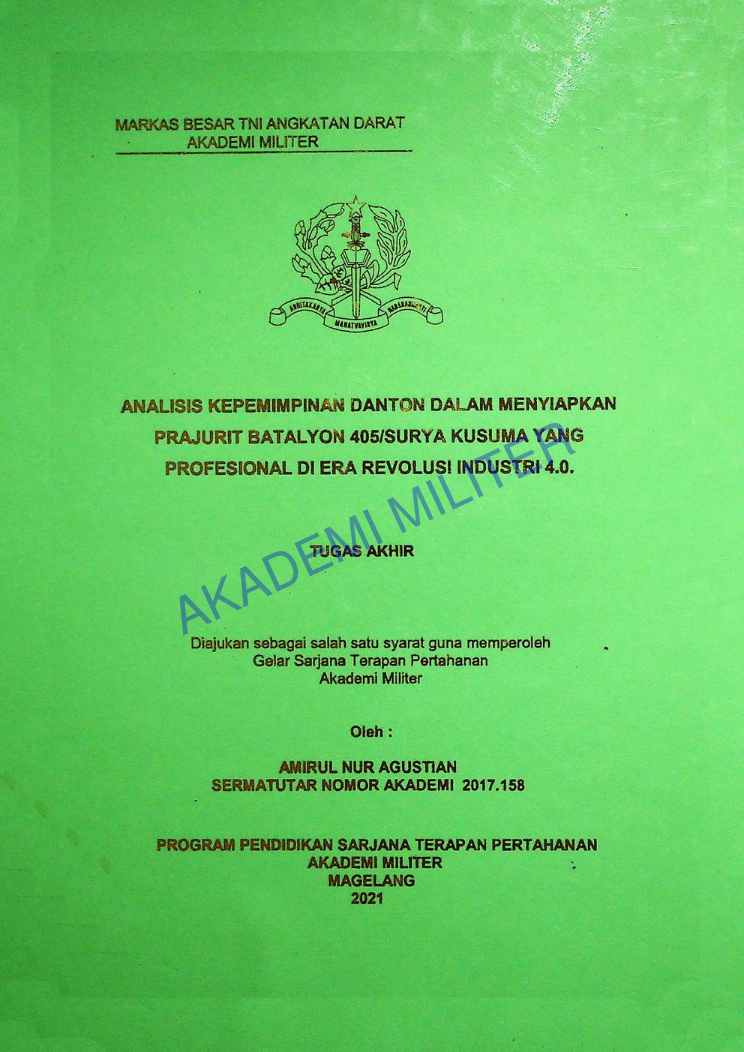 MARKAS BESAR TNI ANGKATAN DARAT
AKADEMI MILITER
ADHITAKARYA
MAHATVAVIRYA
NAGARABHAKTI
ANALISIS KEPEMIMPINAN DANTON DALAM MENYIAPKAN
PRAJURIT BATALYON 405/SURYA KUSUMA YANG
PROFESIONAL DI ERA REVOLUSI INDUSTRI 4.0.
AKADEMI MILITER
TUGAS AKHIR
Diajukan sebagai salah satu syarat guna memperoleh
Gelar Sarjana Terapan Pertahanan
Akademi Militer
Oleh :
AMIRUL NUR AGUSTIAN
SERMATUTAR NOMOR AKADEMI 2017.158
PROGRAM PENDIDIKAN SARJANA TERAPAN PERTAHANAN
AKADEMI MILITER
MAGELANG
2021